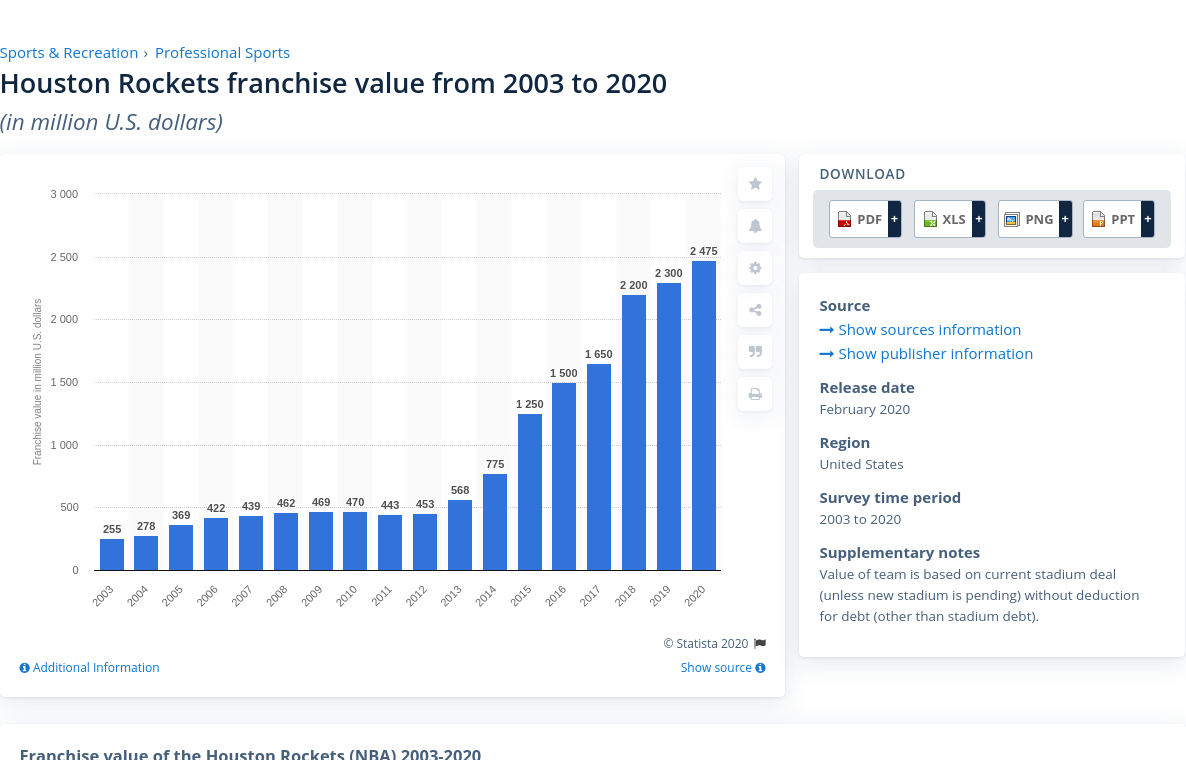 Sports & Recreation › Professional Sports
Houston Rockets franchise value from 2003 to 2020
(in million U.S. dollars)
Franchise value in million U.S. dollars
3 000
2 500
2 000
1 500
1 000
500
0
255
278
369
422
439
462
469
470
443
453
568
775
1 250
1 500
1 650
2 200
2 300
2 475
2003
2004
2005
2006
2007
2008
2009
2010
2011
2012
2013
2014
2015
2016
2017
2018
2019
2020
© Statista 2020
Additional Information
Show source
DOWNLOAD
PDF + XLS + PNG + PPT +
Source
Show sources information
Show publisher information
Release date
February 2020
Region
United States
Survey time period
2003 to 2020
Supplementary notes
Value of team is based on current stadium deal
(unless new stadium is pending) without deduction
for debt (other than stadium debt).
Franchise value of the Houston Rockets (NBA) 2003-2020